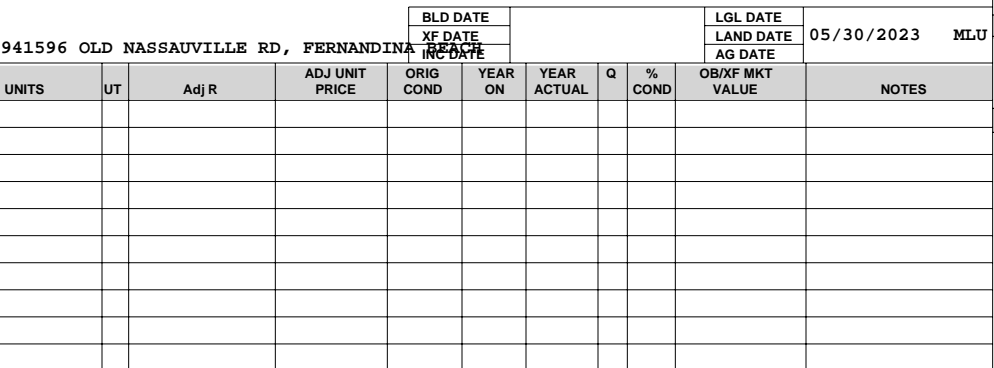 BLD DATE LGL DATE
XF DATE LAND DATE 05/30/2023 MLU
941596 OLD NASSAUVILLE RD, FERNANDINA BEACH
INC DATE AG DATE
UNITS UT Adj R ADJ UNIT PRICE ORIG COND YEAR ON YEAR ACTUAL Q % COND OB/XF MKT VALUE NOTES